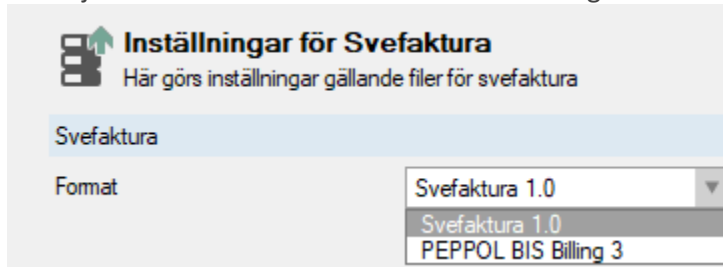 Inställningar för Svefaktura
Här görs inställningar gällande filer för svefaktura
Svefaktura
Format
Svefaktura 1.0
Svefaktura 1.0
PEPPOL BIS Billing 3